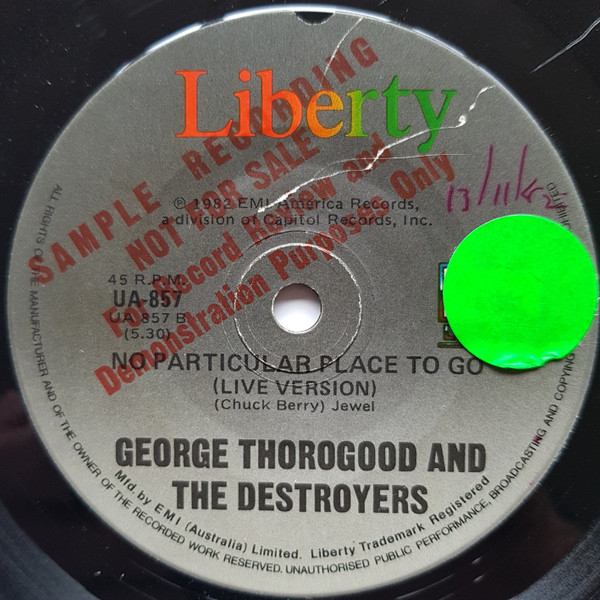 Liberty
SAMPLE RECORDING
NOT FOR SALE
For Record Review and
Demonstration Purposes Only
℗ 1982 EMI America Records,
a division of Capitol Records, Inc.
13/11/82
45 R.P.M.
UA-857
UA 857 B
(5.30)
NO PARTICULAR PLACE TO GO
(LIVE VERSION)
(Chuck Berry) Jewel
GEORGE THOROGOOD AND
THE DESTROYERS
Mfd. by EMI (Australia) Limited. Liberty Trademark Registered
ALL RIGHTS OF THE MANUFACTURER AND OF THE OWNER OF THE RECORDED WORK RESERVED. UNAUTHORISED PUBLIC PERFORMANCE, BROADCASTING AND COPYING